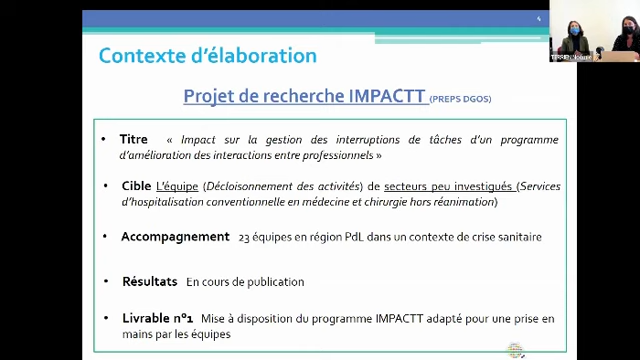 4
Contexte d'élaboration
Projet de recherche IMPACTT (PREPS DGOS)
• Titre « Impact sur la gestion des interruptions de tâches d'un programme
d'amélioration des interactions entre professionnels »
• Cible L'équipe (Décloisonnement des activités) de secteurs peu investigués (Services
d'hospitalisation conventionnelle en médecine et chirurgie hors réanimation)
• Accompagnement 23 équipes en région PdL dans un contexte de crise sanitaire
• Résultats En cours de publication
• Livrable n°1 Mise à disposition du programme IMPACTT adapté pour une prise en
mains par les équipes